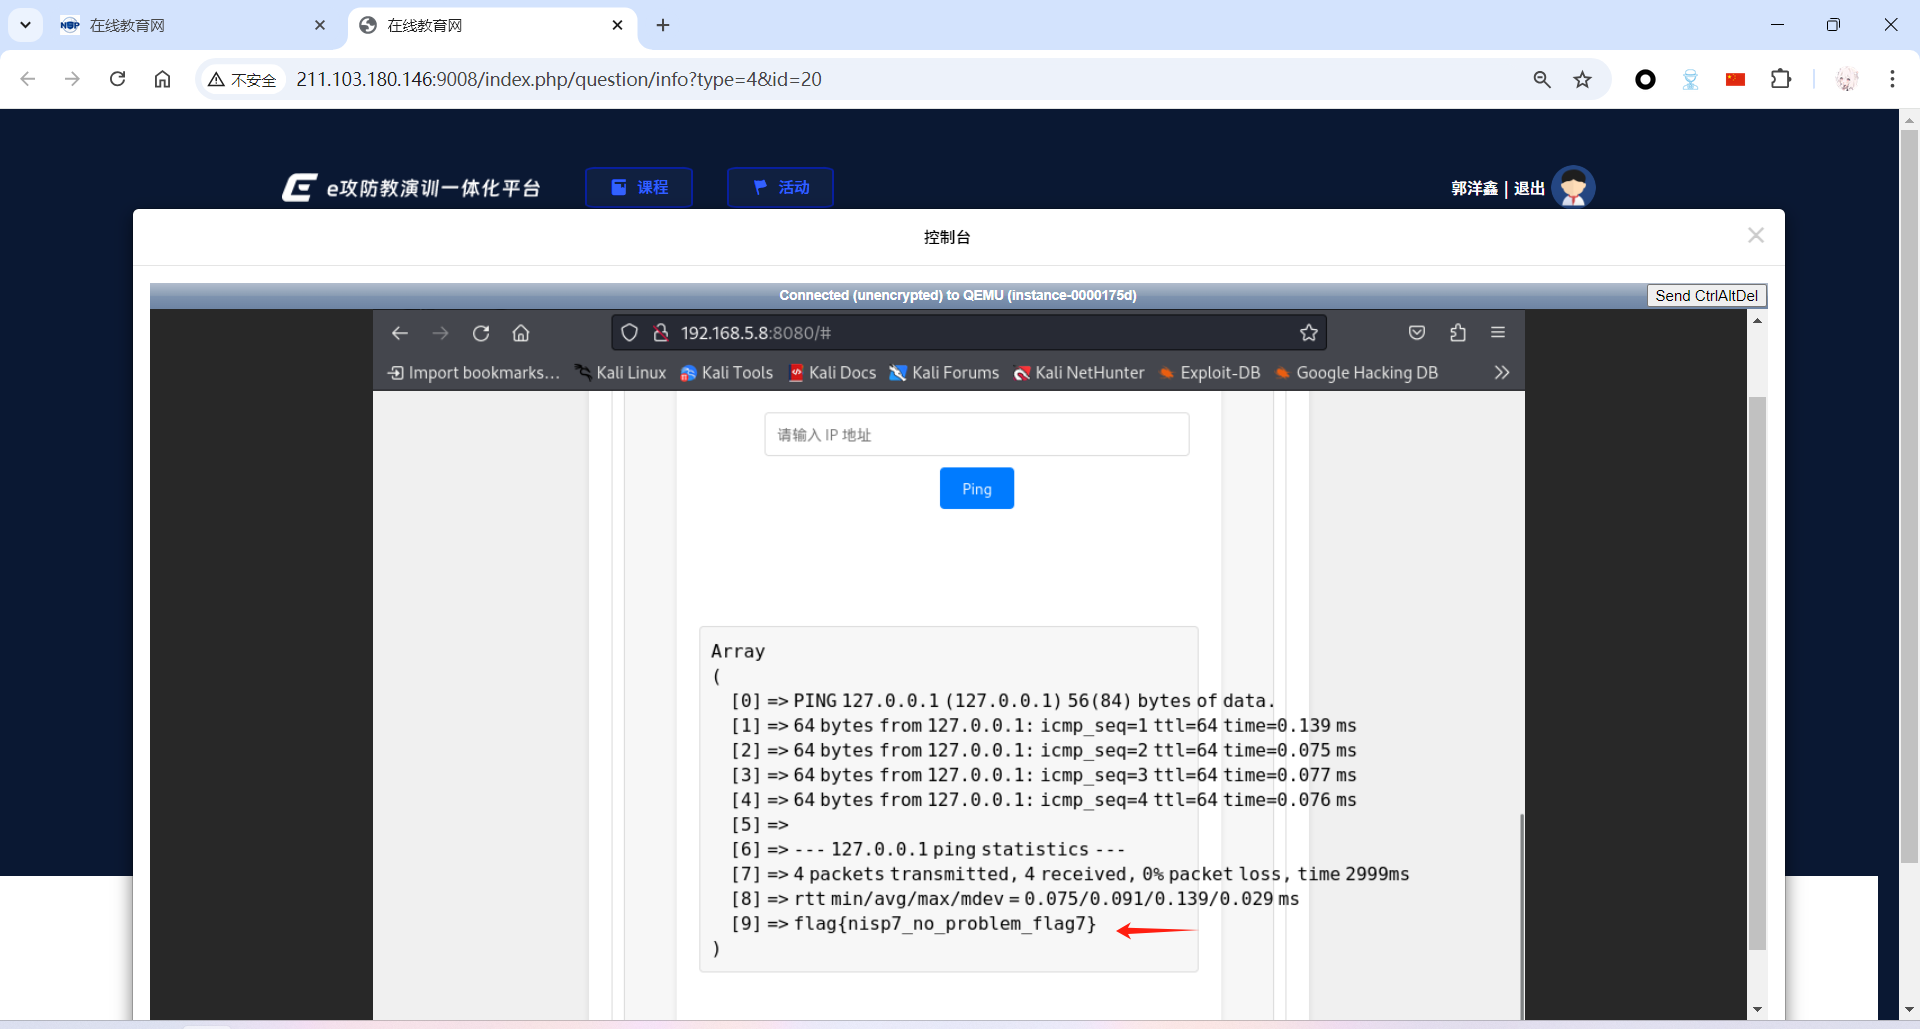 在线教育网
在线教育网
不安全
211.103.180.146:9008/index.php/question/info?type=4&id=20
e攻防教演训一体化平台
课程
活动
郭洋鑫 | 退出
控制台
Connected (unencrypted) to QEMU (instance-0000175d)
Send CtrlAltDel
192.168.5.8:8080/#
Import bookmarks... Kali Linux Kali Tools Kali Docs Kali Forums Kali NetHunter Exploit-DB Google Hacking DB
请输入 IP 地址
Ping
Array
(
[0] => PING 127.0.0.1 (127.0.0.1) 56(84) bytes of data.
[1] => 64 bytes from 127.0.0.1: icmp_seq=1 ttl=64 time=0.139 ms
[2] => 64 bytes from 127.0.0.1: icmp_seq=2 ttl=64 time=0.075 ms
[3] => 64 bytes from 127.0.0.1: icmp_seq=3 ttl=64 time=0.077 ms
[4] => 64 bytes from 127.0.0.1: icmp_seq=4 ttl=64 time=0.076 ms
[5] =>
[6] => --- 127.0.0.1 ping statistics ---
[7] => 4 packets transmitted, 4 received, 0% packet loss, time 2999ms
[8] => rtt min/avg/max/mdev = 0.075/0.091/0.139/0.029 ms
[9] => flag{nisp7_no_problem_flag7}
)